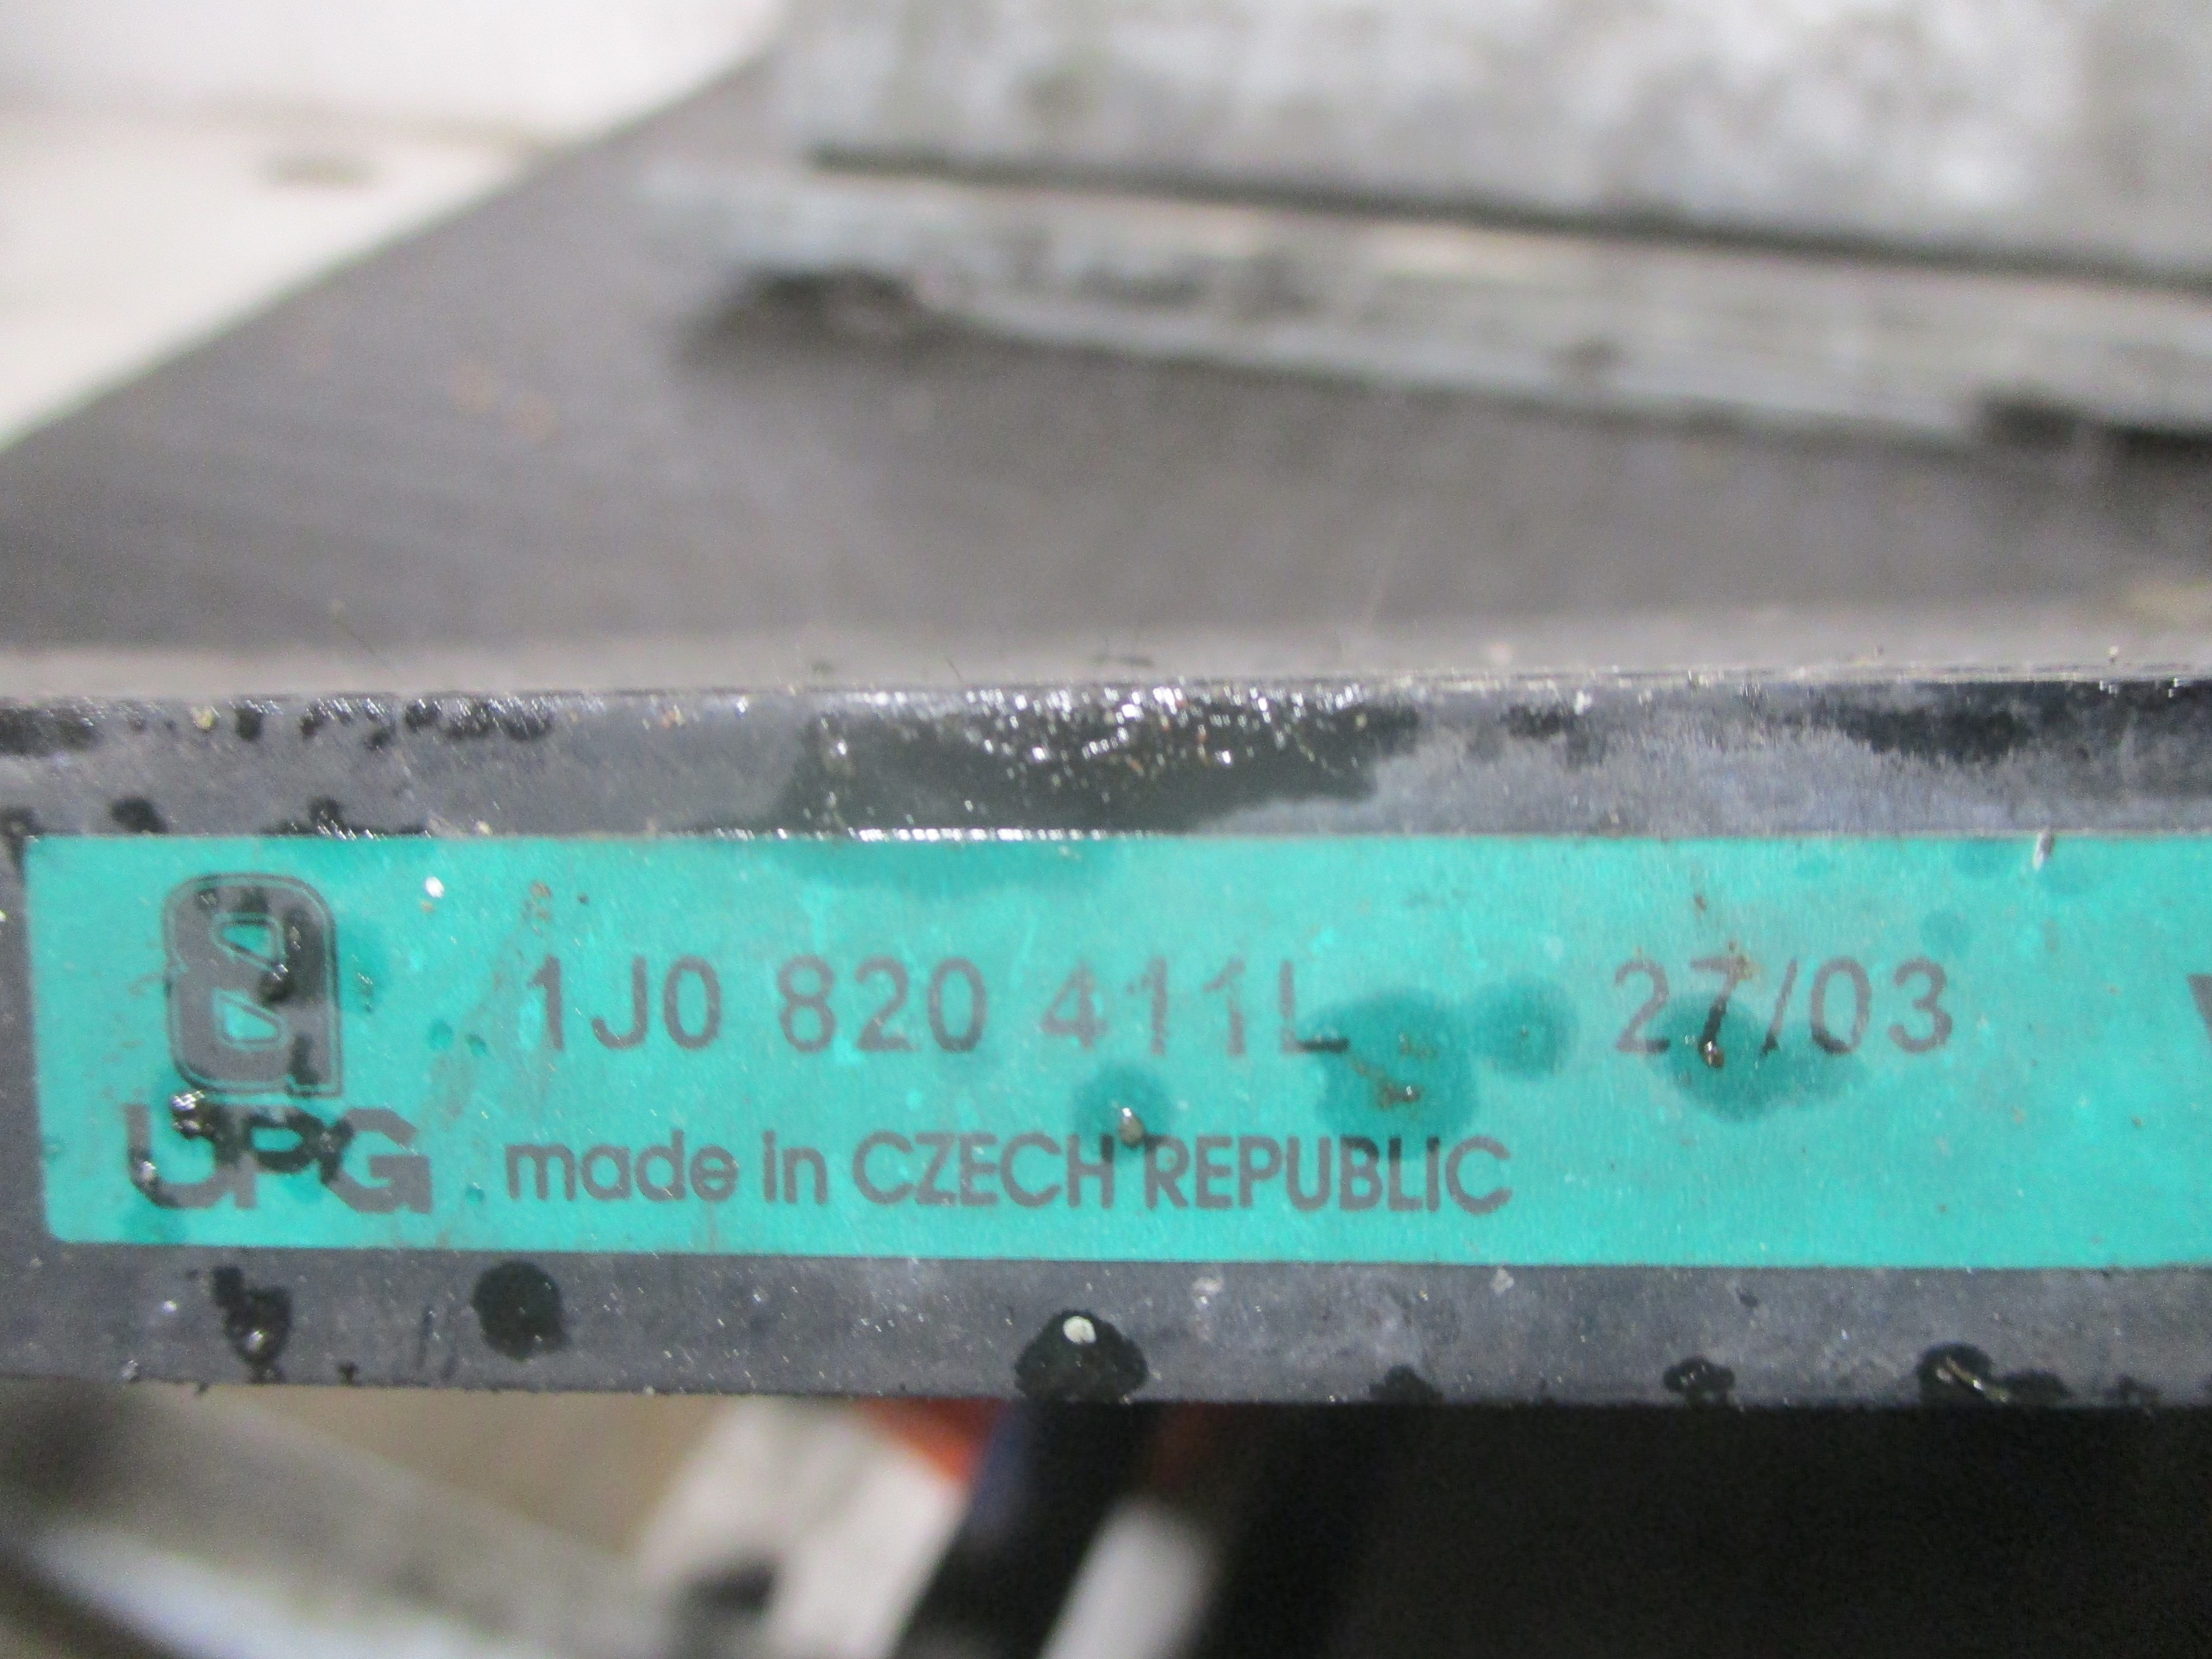 1J0 820 411L 27/03
UPG made in CZECH REPUBLIC